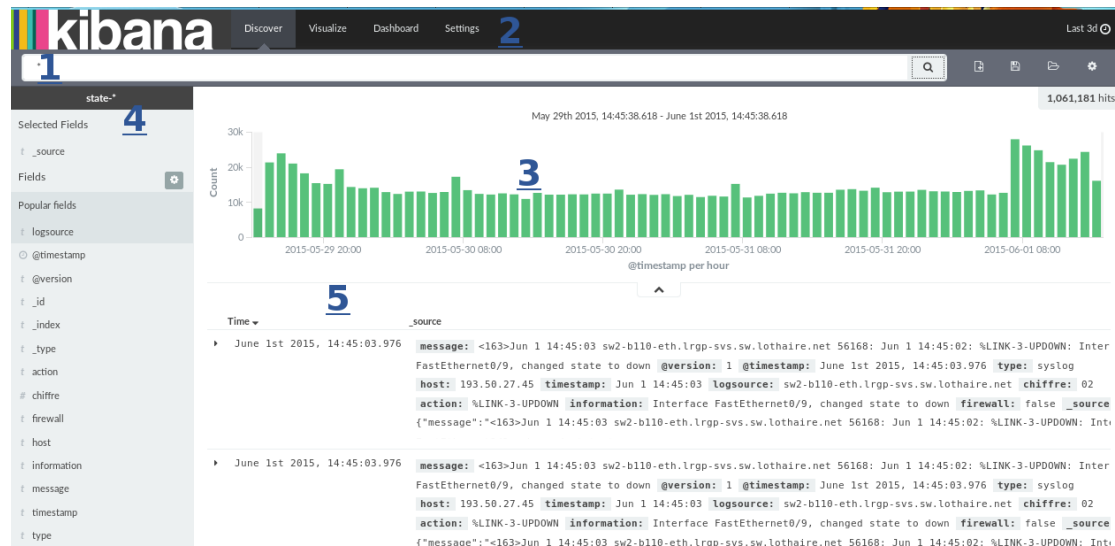 kibana Discover Visualize Dashboard Settings 2 Last 3d
1 *
state-* 1,061,181 hits
Selected Fields 4
t _source
Fields
Popular fields
t logsource
@timestamp
t @version
t _id
t _index
t _type
t action
# chiffre
t firewall
t host
t information
t message
t timestamp
t type
May 29th 2015, 14:45:38.618 - June 1st 2015, 14:45:38.618
Count
30k
20k
10k
0
3
2015-05-29 20:00 2015-05-30 08:00 2015-05-30 20:00 2015-05-31 08:00 2015-05-31 20:00 2015-06-01 08:00
@timestamp per hour
5
Time _source
June 1st 2015, 14:45:03.976 message: <163>Jun 1 14:45:03 sw2-b110-eth.lrgp-svs.sw.lothaire.net 56168: Jun 1 14:45:02: %LINK-3-UPDOWN: Inter
FastEthernet0/9, changed state to down @version: 1 @timestamp: June 1st 2015, 14:45:03.976 type: syslog
host: 193.50.27.45 timestamp: Jun 1 14:45:03 logsource: sw2-b110-eth.lrgp-svs.sw.lothaire.net chiffre: 02
action: %LINK-3-UPDOWN information: Interface FastEthernet0/9, changed state to down firewall: false _source
{"message":"<163>Jun 1 14:45:03 sw2-b110-eth.lrgp-svs.sw.lothaire.net 56168: Jun 1 14:45:02: %LINK-3-UPDOWN: Inte
June 1st 2015, 14:45:03.976 message: <163>Jun 1 14:45:03 sw2-b110-eth.lrgp-svs.sw.lothaire.net 56168: Jun 1 14:45:02: %LINK-3-UPDOWN: Inter
FastEthernet0/9, changed state to down @version: 1 @timestamp: June 1st 2015, 14:45:03.976 type: syslog
host: 193.50.27.45 timestamp: Jun 1 14:45:03 logsource: sw2-b110-eth.lrgp-svs.sw.lothaire.net chiffre: 02
action: %LINK-3-UPDOWN information: Interface FastEthernet0/9, changed state to down firewall: false _source
{"message":"<163>Jun 1 14:45:03 sw2-b110-eth.lrgp-svs.sw.lothaire.net 56168: Jun 1 14:45:02: %LINK-3-UPDOWN: Inte